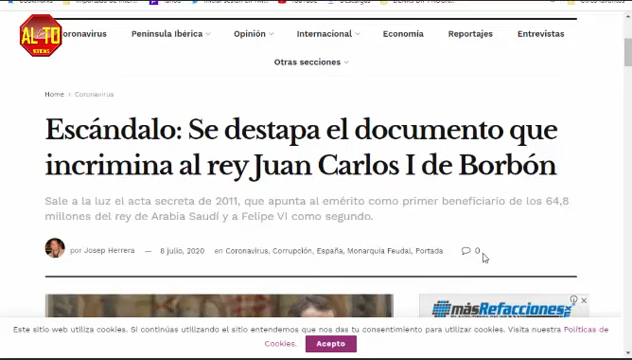 Coronavirus Península Ibérica Opinión Internacional Economía Reportajes Entrevistas
AL TO
Otras secciones
Home > Coronavirus
Escándalo: Se destapa el documento que
incrimina al rey Juan Carlos I de Borbón
Sale a la luz el acta secreta de 2011, que apunta al emérito como primer beneficiario de los 64,8
millones del rey de Arabia Saudí y a Felipe VI como segundo.
por Josep Herrera — 8 julio, 2020 en Coronavirus, Corrupción, España, Monarquía Feudal, Portada 0
másRefacciones
Este sitio web utiliza cookies. Si continúas utilizando el sitio entendemos que nos das tu consentimiento para utilizar cookies. Visita nuestra Políticas de
Cookies.
Acepto